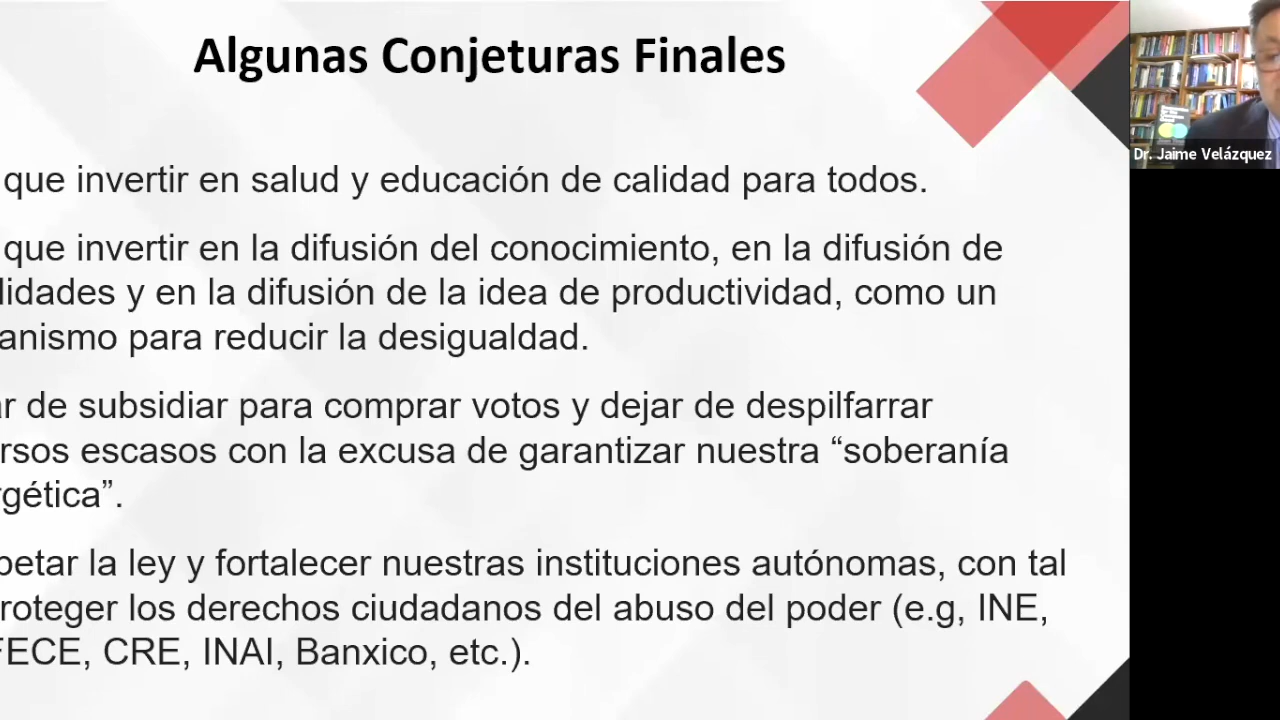 Algunas Conjeturas Finales
que invertir en salud y educación de calidad para todos.
que invertir en la difusión del conocimiento, en la difusión de
lidades y en la difusión de la idea de productividad, como un
anismo para reducir la desigualdad.
ar de subsidiar para comprar votos y dejar de despilfarrar
rsos escasos con la excusa de garantizar nuestra “soberanía
rgética”.
petar la ley y fortalecer nuestras instituciones autónomas, con tal
roteger los derechos ciudadanos del abuso del poder (e.g, INE,
FECE, CRE, INAI, Banxico, etc.).
Dr. Jaime Velázquez